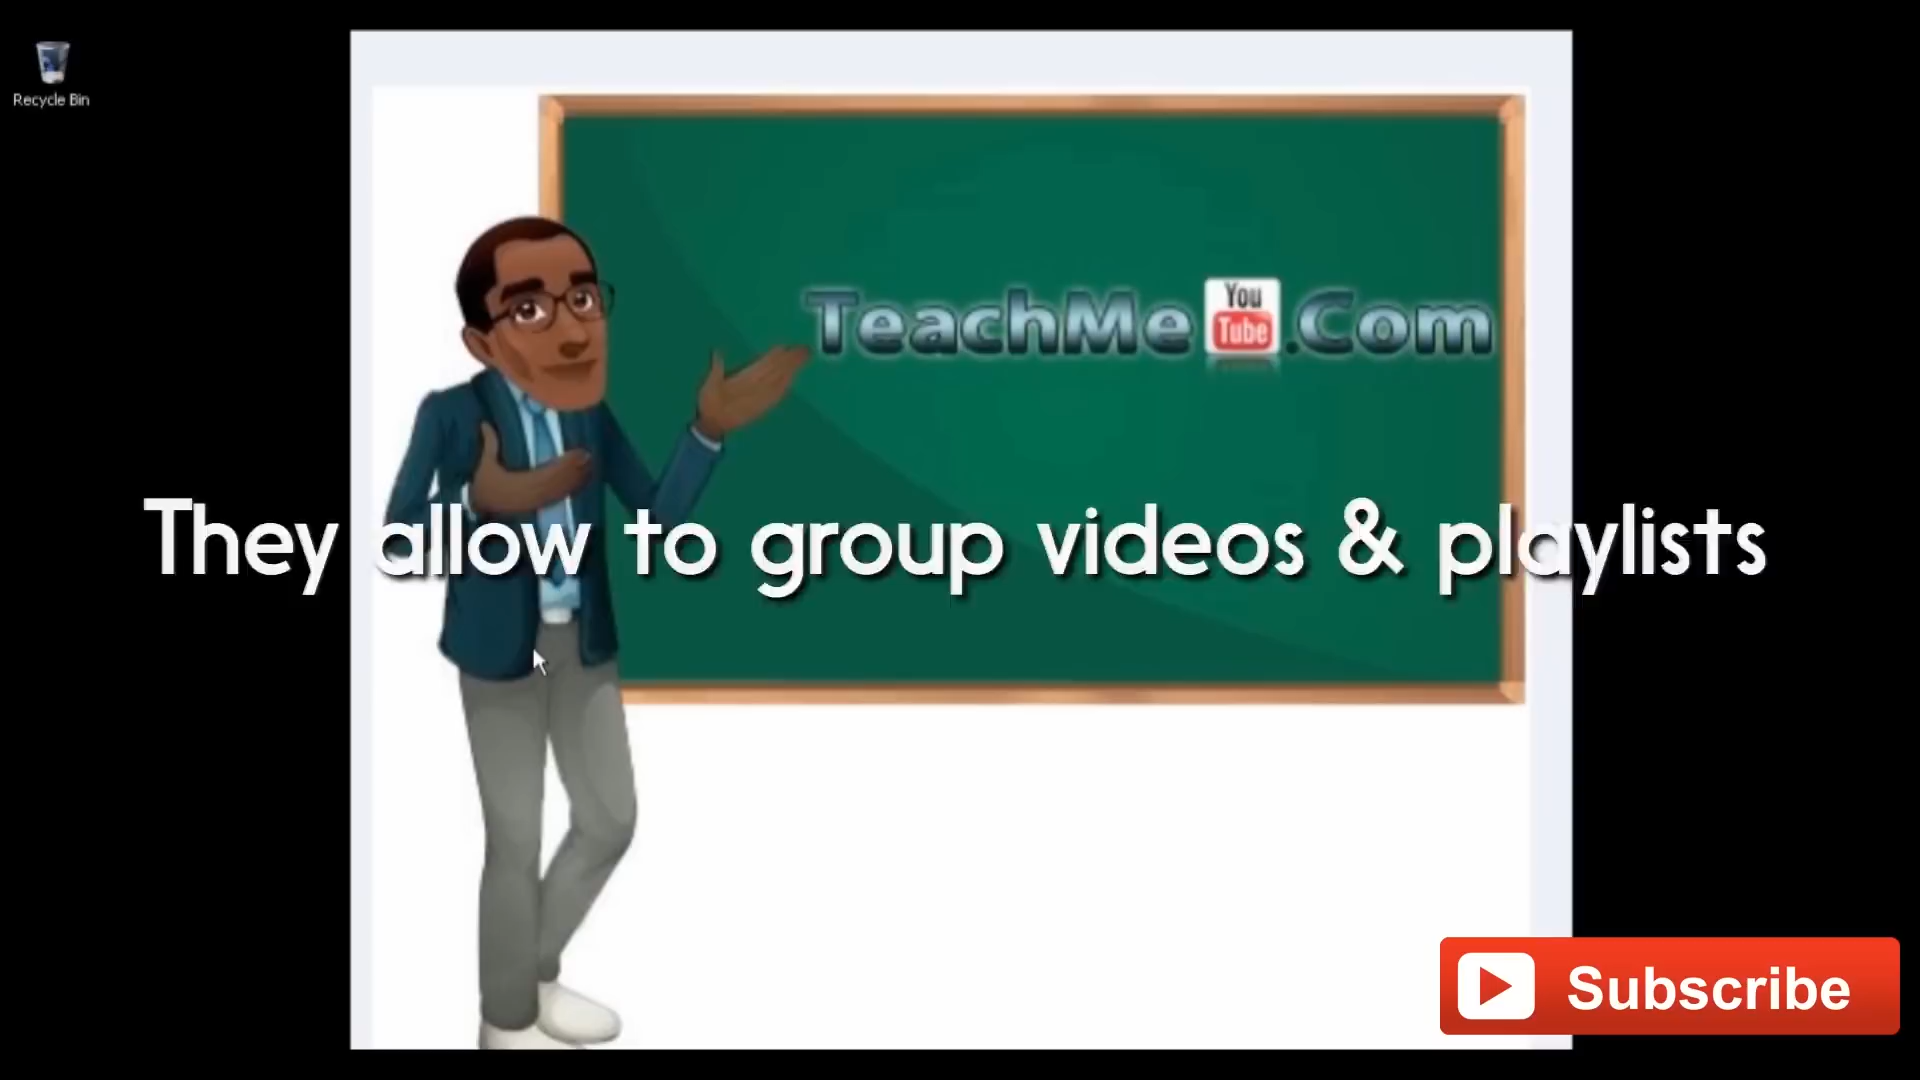 Recycle Bin
TeachMe You Tube .Com
They allow to group videos & playlists
Subscribe